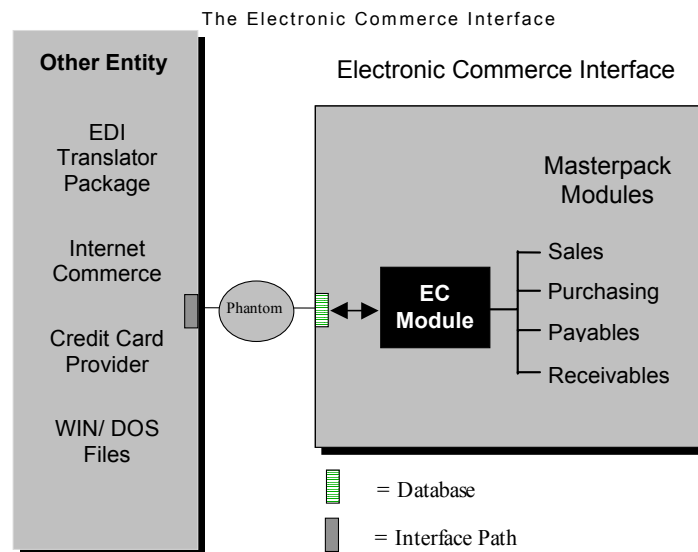 The Electronic Commerce Interface
Other Entity
EDI
Translator
Package
Internet
Commerce
Credit Card
Provider
WIN/ DOS
Files
Phantom
Electronic Commerce Interface
EC
Module
Masterpack
Modules
Sales
Purchasing
Payables
Receivables
= Database
= Interface Path